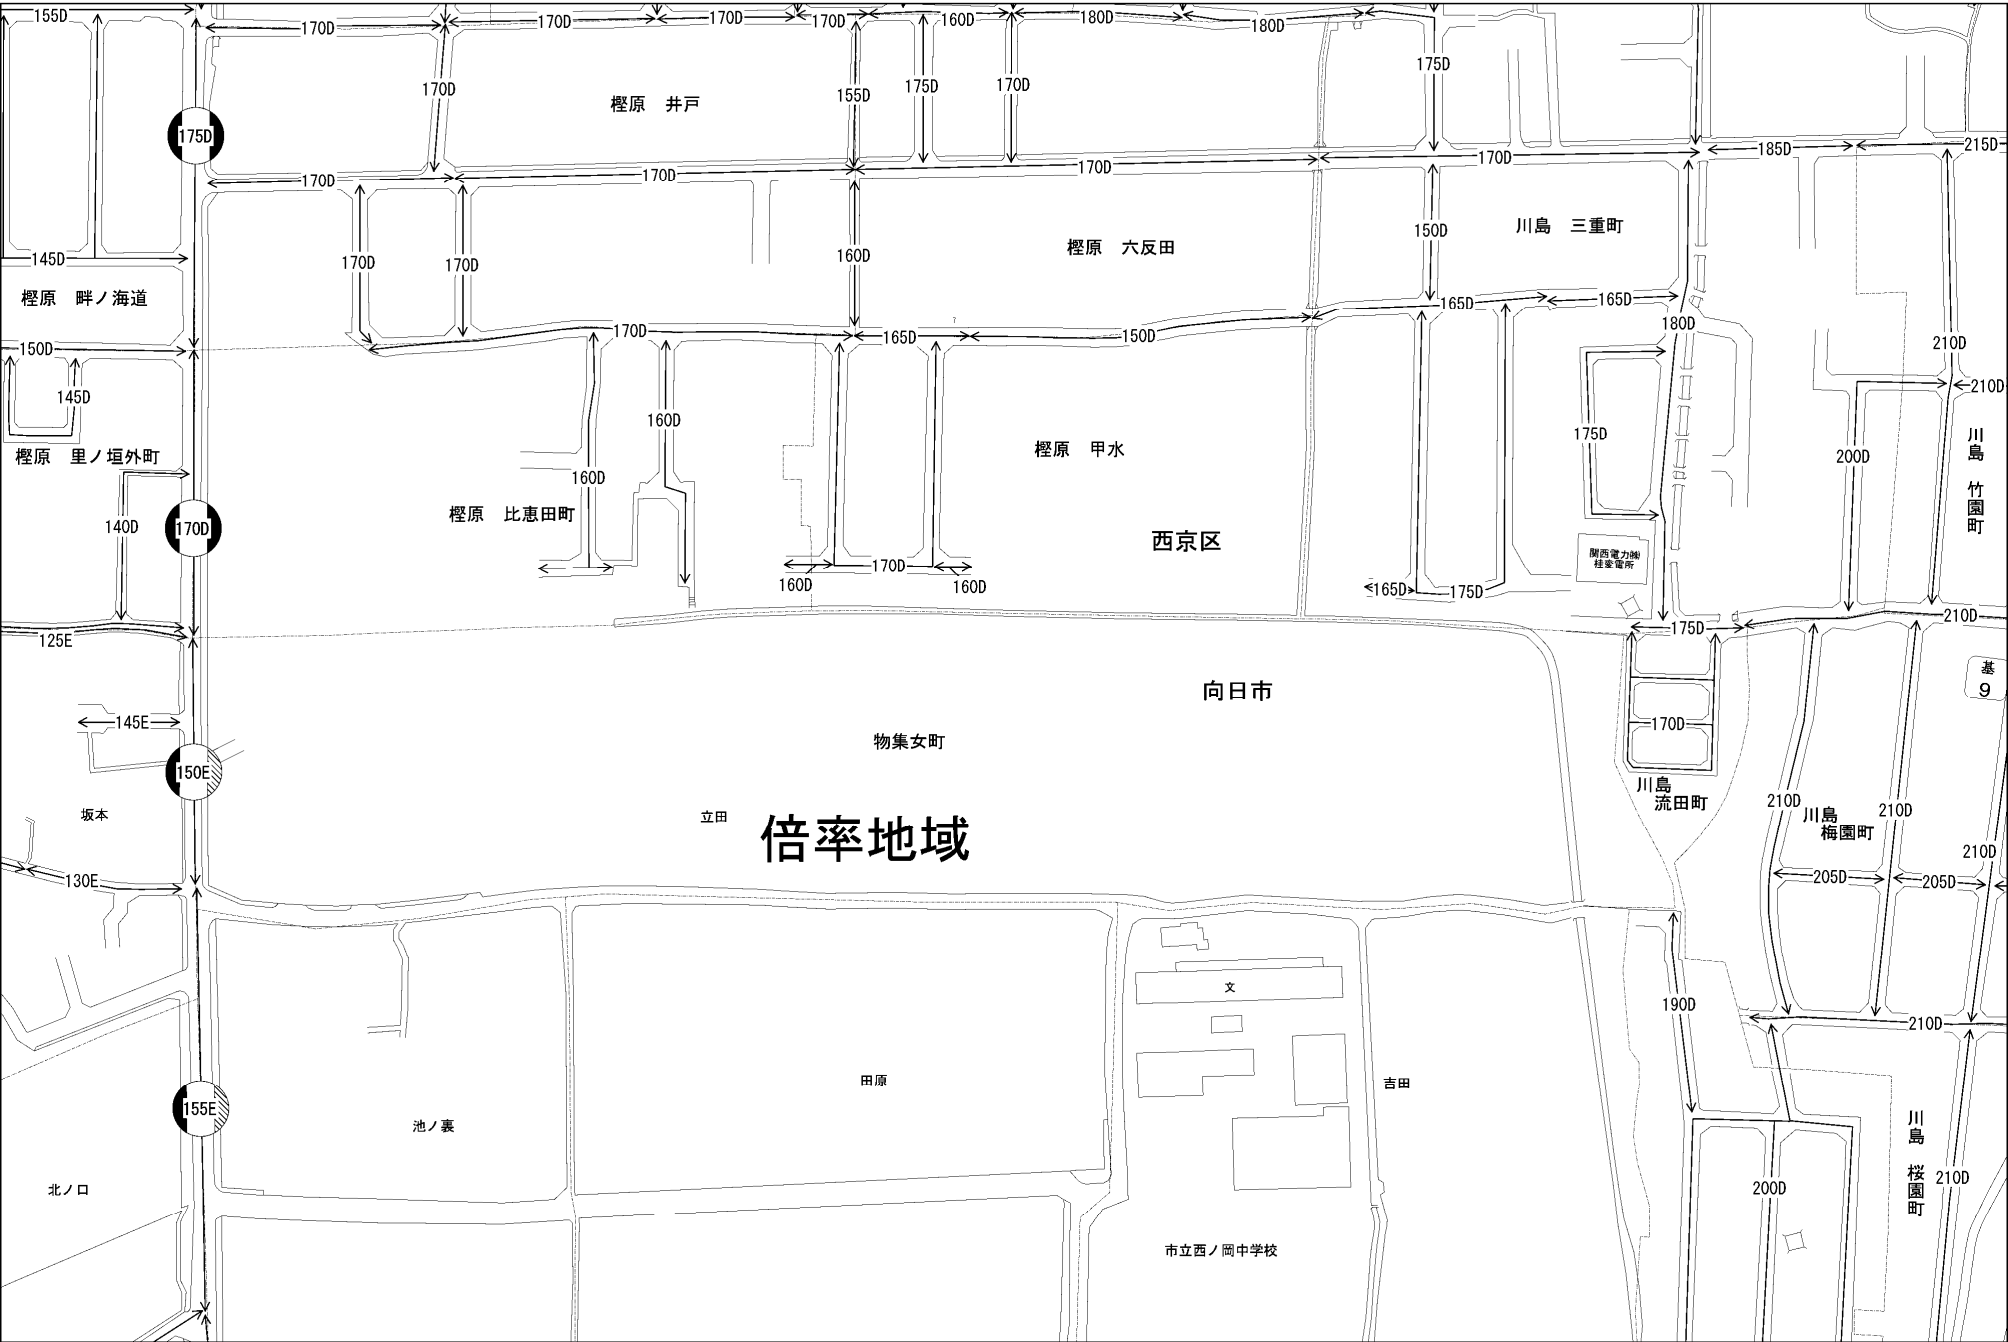 155D
170D
170D
170D
170D
160D
180D
180D
175D
170D
樫原 井戸
155D
175D
170D
175D
170D
170D
170D
170D
185D
215D
145D
170D
170D
160D
樫原 六反田
150D
川島 三重町
樫原 畔ノ海道
150D
170D
165D
150D
165D
165D
180D
210D
145D
160D
210D
樫原 里ノ垣外町
160D
樫原 甲水
175D
200D
川島 竹園町
140D
170D
樫原 比恵田町
西京区
関西電力㈱
桂変電所
160D
170D
160D
165D
175D
125E
175D
210D
145E
向日市
基
9
150E
物集女町
170D
坂本
立田
倍率地域
川島
流田町
210D
川島
梅園町
210D
210D
130E
205D
205D
文
190D
210D
155E
池ノ裏
田原
吉田
北ノ口
200D
川島 桜園町
210D
市立西ノ岡中学校